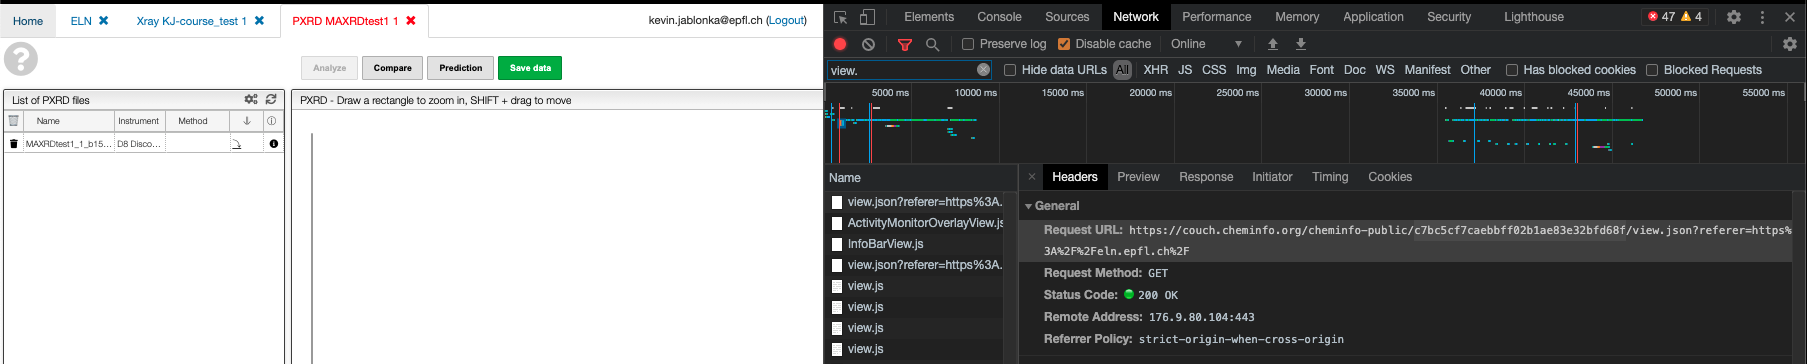 Home
ELN ✖
Xray KJ-course_test 1 ✖
PXRD MAXRDtest1 1 ✖
kevin.jablonka@epfl.ch (Logout)
?
Analyze
Compare
Prediction
Save data
List of PXRD files
Name Instrument Method
MAXRDtest1_1_b15... D8 Disco...
PXRD - Draw a rectangle to zoom in, SHIFT + drag to move
Elements Console Sources Network Performance Memory Application Security Lighthouse 47 4
Preserve log Disable cache Online
view.
Hide data URLs All XHR JS CSS Img Media Font Doc WS Manifest Other Has blocked cookies Blocked Requests
5000 ms 10000 ms 15000 ms 20000 ms 25000 ms 30000 ms 35000 ms 40000 ms 45000 ms 50000 ms 55000 ms
Name
view.json?referer=https%3A.
ActivityMonitorOverlayView.js
InfoBarView.js
view.json?referer=https%3A.
view.js
view.js
view.js
view.js
× Headers Preview Response Initiator Timing Cookies
General
Request URL: https://couch.cheminfo.org/cheminfo-public/c7bc5cf7caebbff02b1ae83e32bfd68f/view.json?referer=https%
3A%2F%2Feln.epfl.ch%2F
Request Method: GET
Status Code: 200 OK
Remote Address: 176.9.80.104:443
Referrer Policy: strict-origin-when-cross-origin